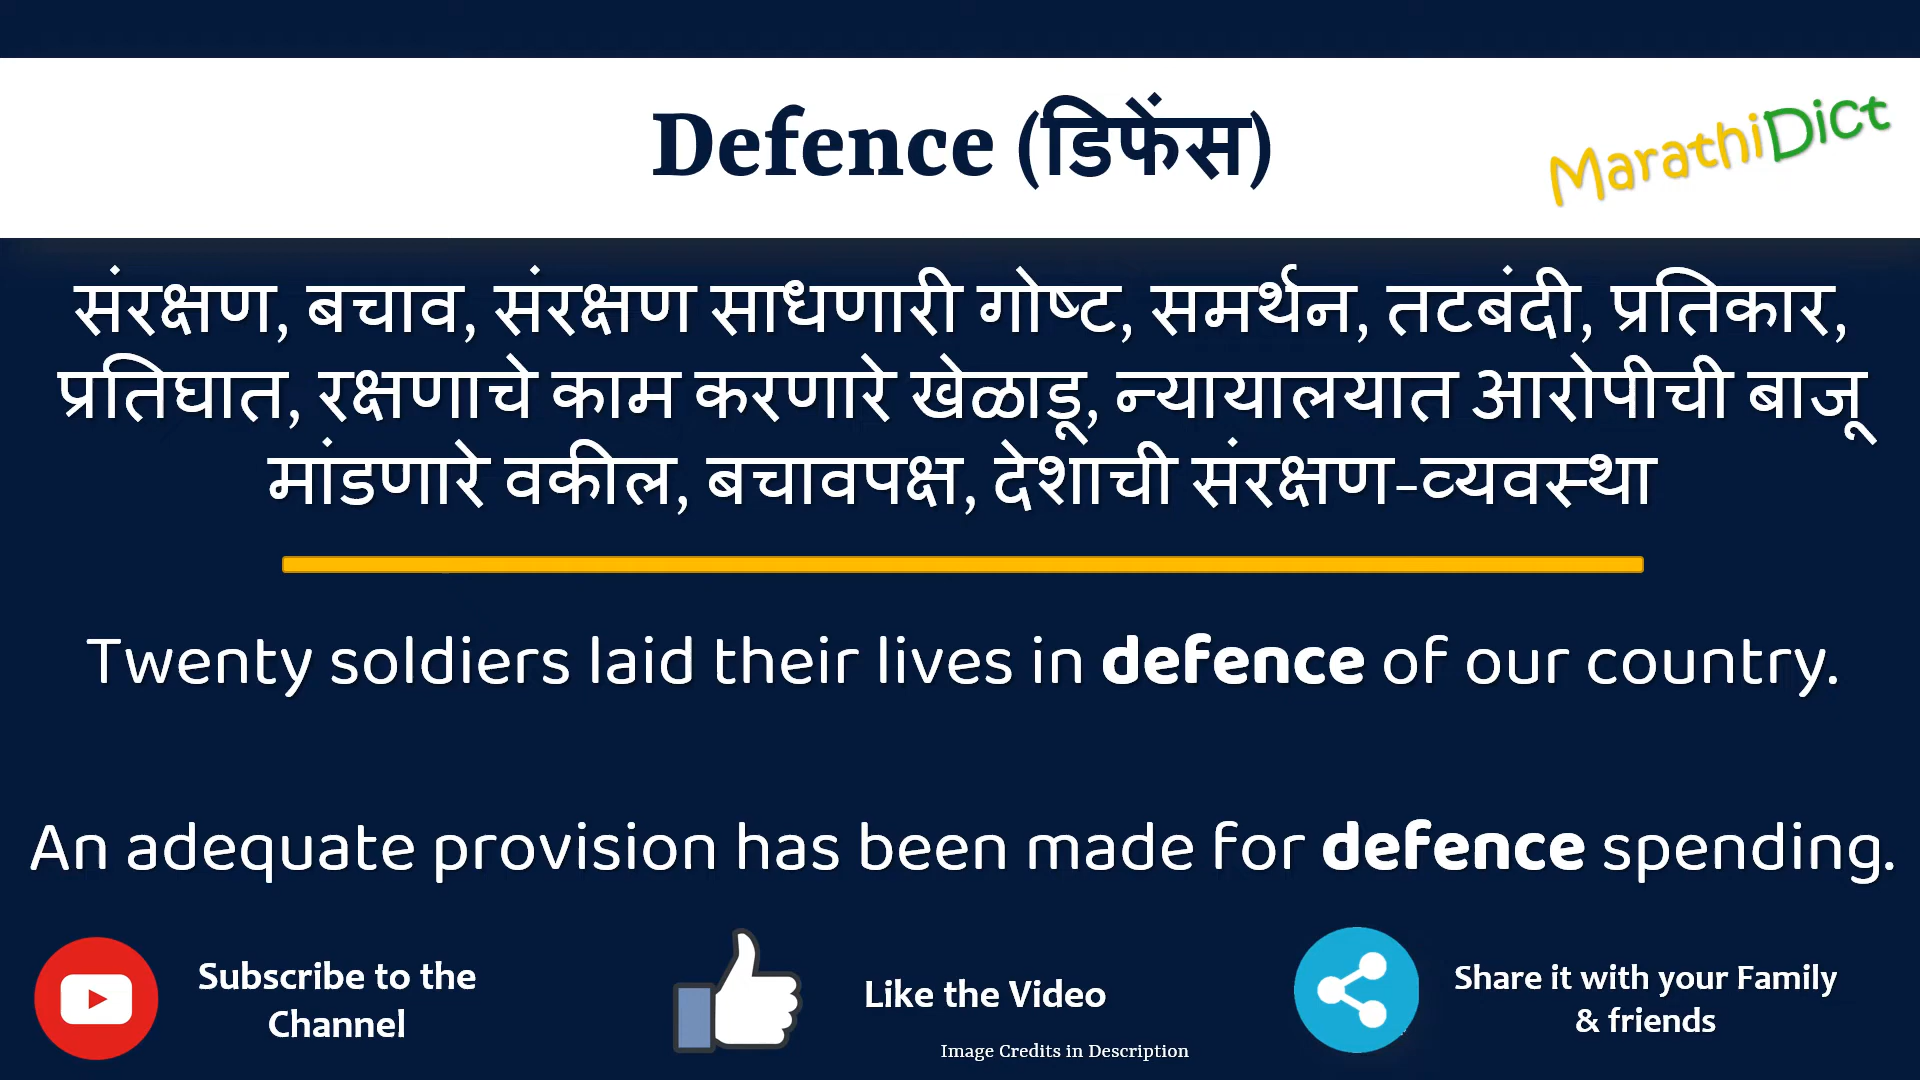 Defence (डिफेंस)
MarathiDict
संरक्षण, बचाव, संरक्षण साधणारी गोष्ट, समर्थन, तटबंदी, प्रतिकार,
प्रतिघात, रक्षणाचे काम करणारे खेळाडू, न्यायालयात आरोपीची बाजू
मांडणारे वकील, बचावपक्ष, देशाची संरक्षण-व्यवस्था
Twenty soldiers laid their lives in defence of our country.
An adequate provision has been made for defence spending.
Subscribe to the
Channel
Like the Video
Share it with your Family
& friends
Image Credits in Description